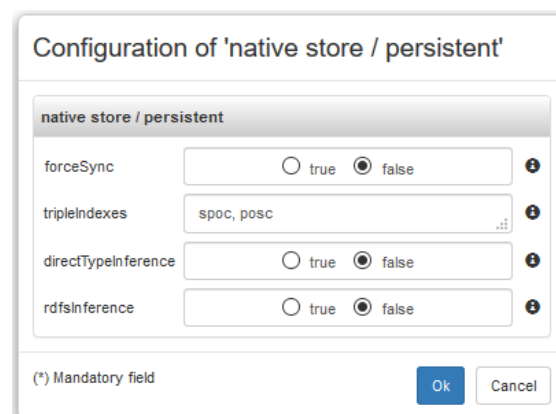 Configuration of 'native store / persistent'
native store / persistent
forceSync true false
tripleIndexes spoc, posc
directTypeInference true false
rdfsInference true false
(*) Mandatory field Ok Cancel